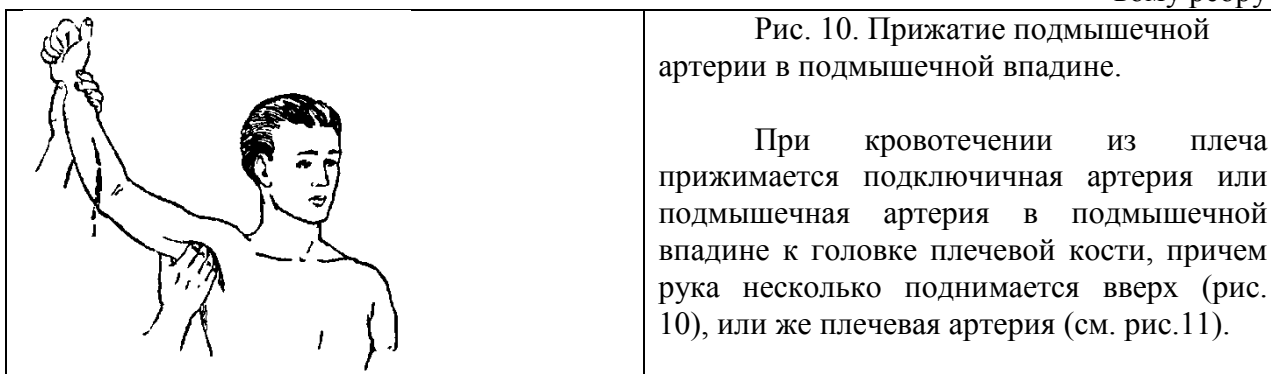 Рис. 10. Прижатие подмышечной
артерии в подмышечной впадине.
При кровотечении из плеча
прижимается подключичная артерия или
подмышечная артерия в подмышечной
впадине к головке плечевой кости, причем
рука несколько поднимается вверх (рис.
10), или же плечевая артерия (см. рис.11).